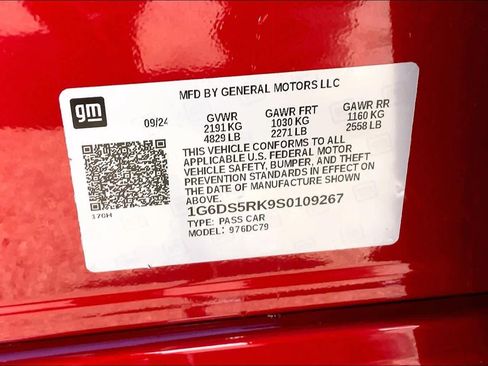 MFD BY GENERAL MOTORS LLC
gm
09/24
GVWR GAWR FRT GAWR RR
2191 KG 1030 KG 1160 KG
4829 LB 2271 LB 2558 LB
THIS VEHICLE CONFORMS TO ALL
APPLICABLE U.S. FEDERAL MOTOR
VEHICLE SAFETY, BUMPER, AND THEFT
PREVENTION STANDARDS IN EFFECT ON
THE DATE OF MANUFACTURE SHOWN
ABOVE.
1G6DS5RK9S0109267
TYPE: PASS CAR
MODEL: 976DC79